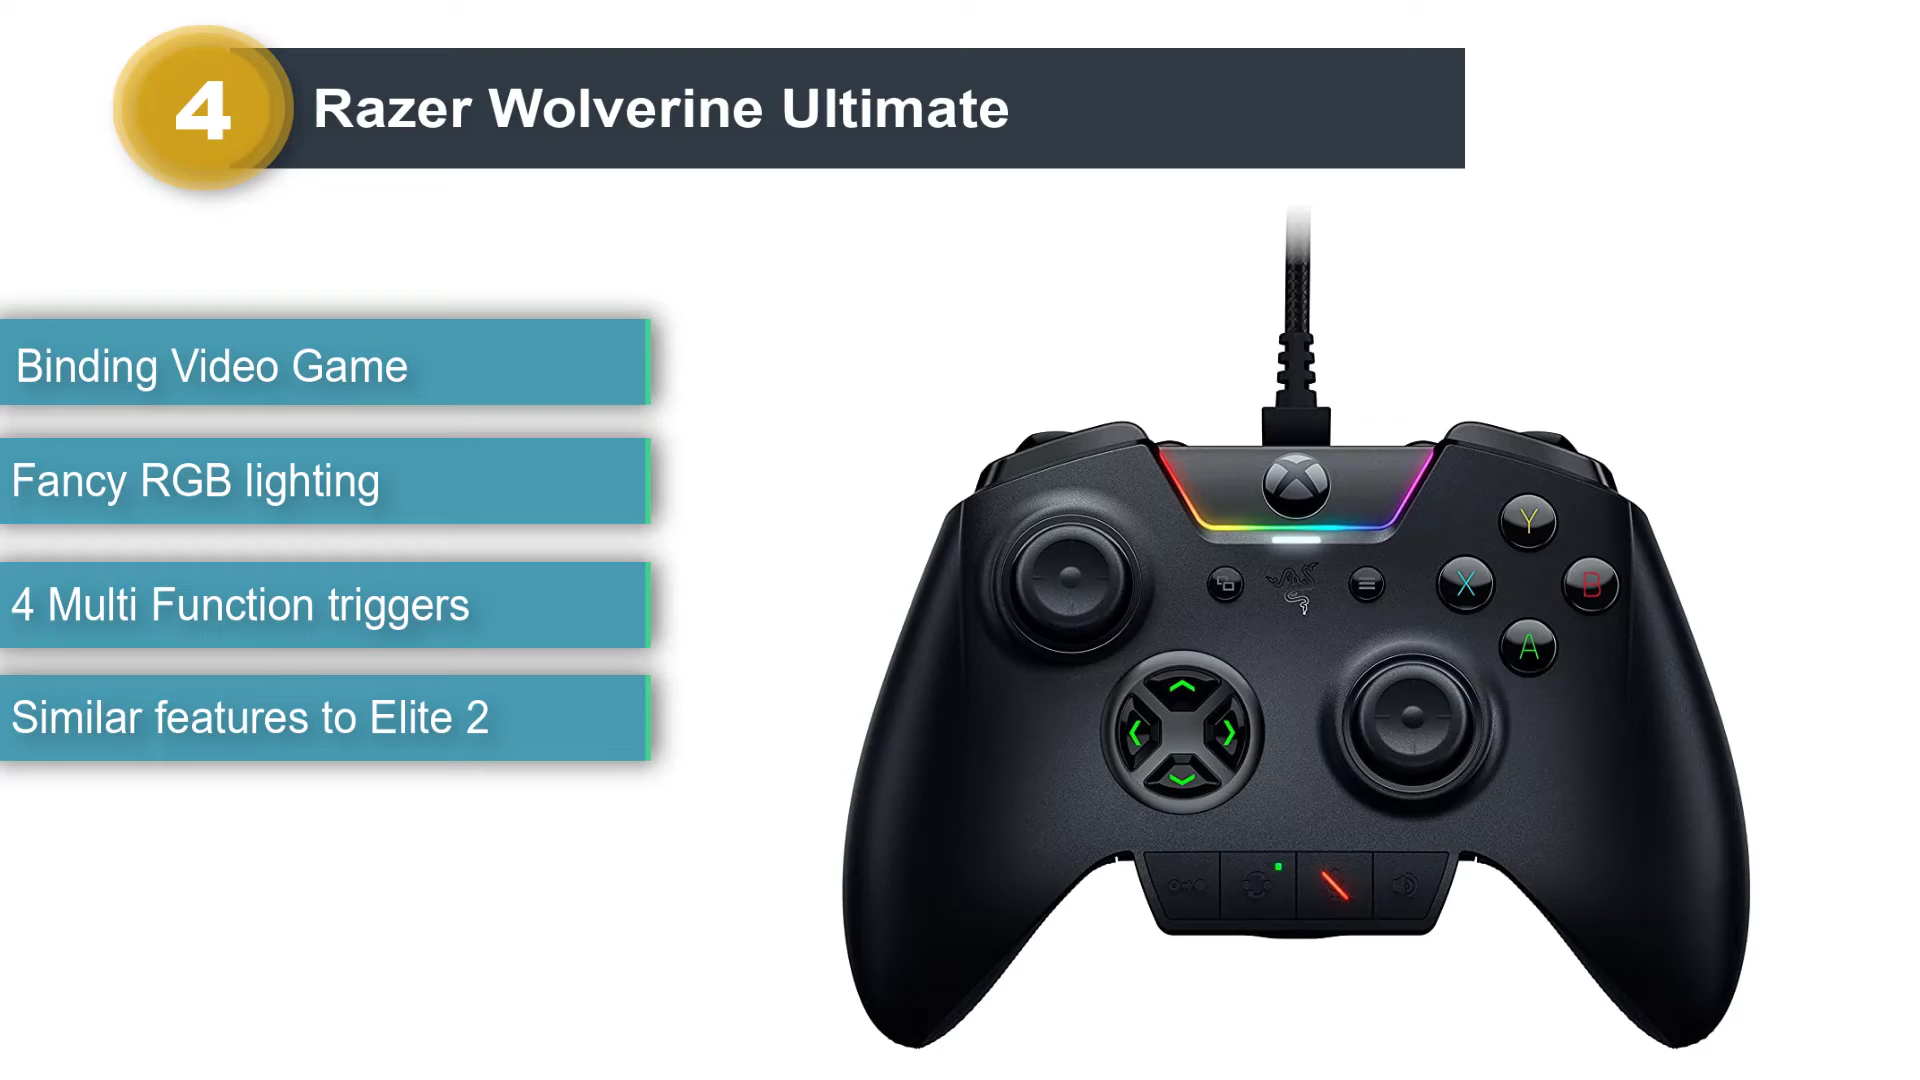 4
Razer Wolverine Ultimate
Binding Video Game
Fancy RGB lighting
4 Multi Function triggers
Similar features to Elite 2
Y
X
B
A